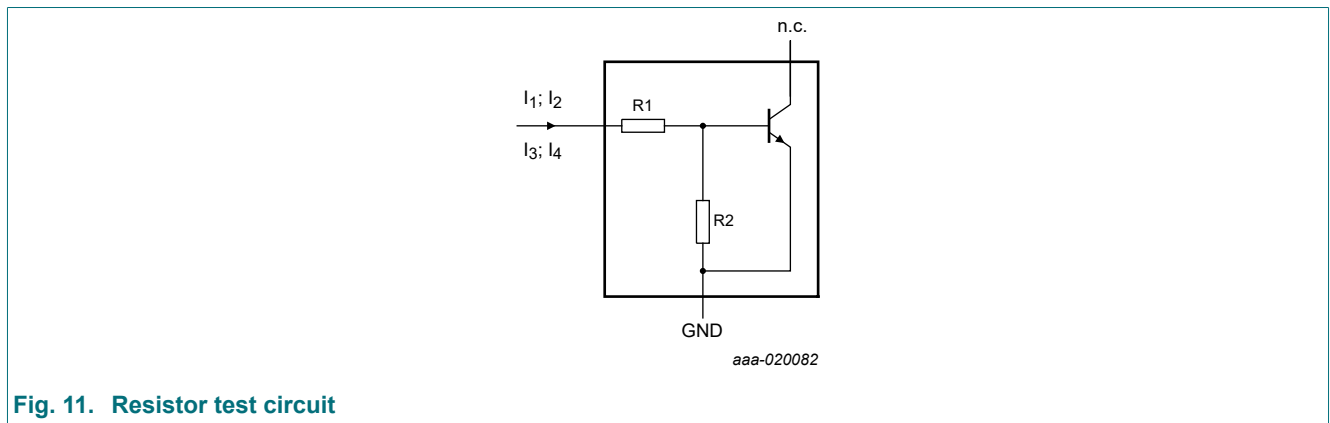 n.c.
I1; I2
R1
I3; I4
R2
GND
aaa-020082
Fig. 11. Resistor test circuit